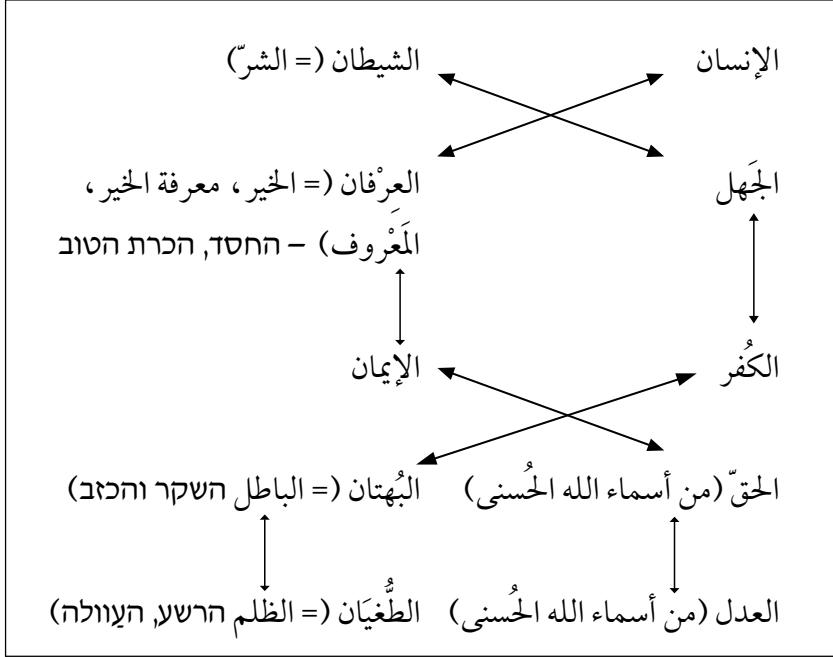 الإنسان الشيطان (= الشرّ)
الجَهل العِرْفان (= الخير، معرفة الخير،
المَعْروف) – החסד, הכרת הטוב
الكُفر الإيمان
الحقّ (من أسماء الله الحُسنى) البُهتان (= الباطل השקר והכזב)
العدل (من أسماء الله الحُسنى) الطُّغيَان (= الظلم הרשע, העַוולה)